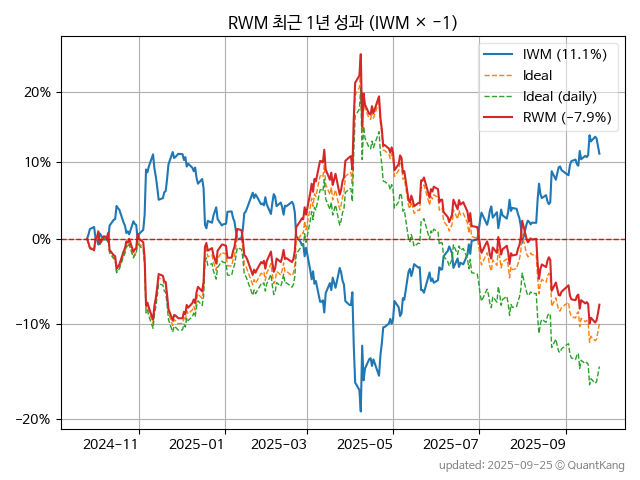 RWM 최근 1년 성과 (IWM × −1)
IWM (11.1%)
Ideal
Ideal (daily)
RWM (−7.9%)
20%
10%
0%
−10%
−20%
2024-11 2025-01 2025-03 2025-05 2025-07 2025-09
updated: 2025-09-25 © QuantKang